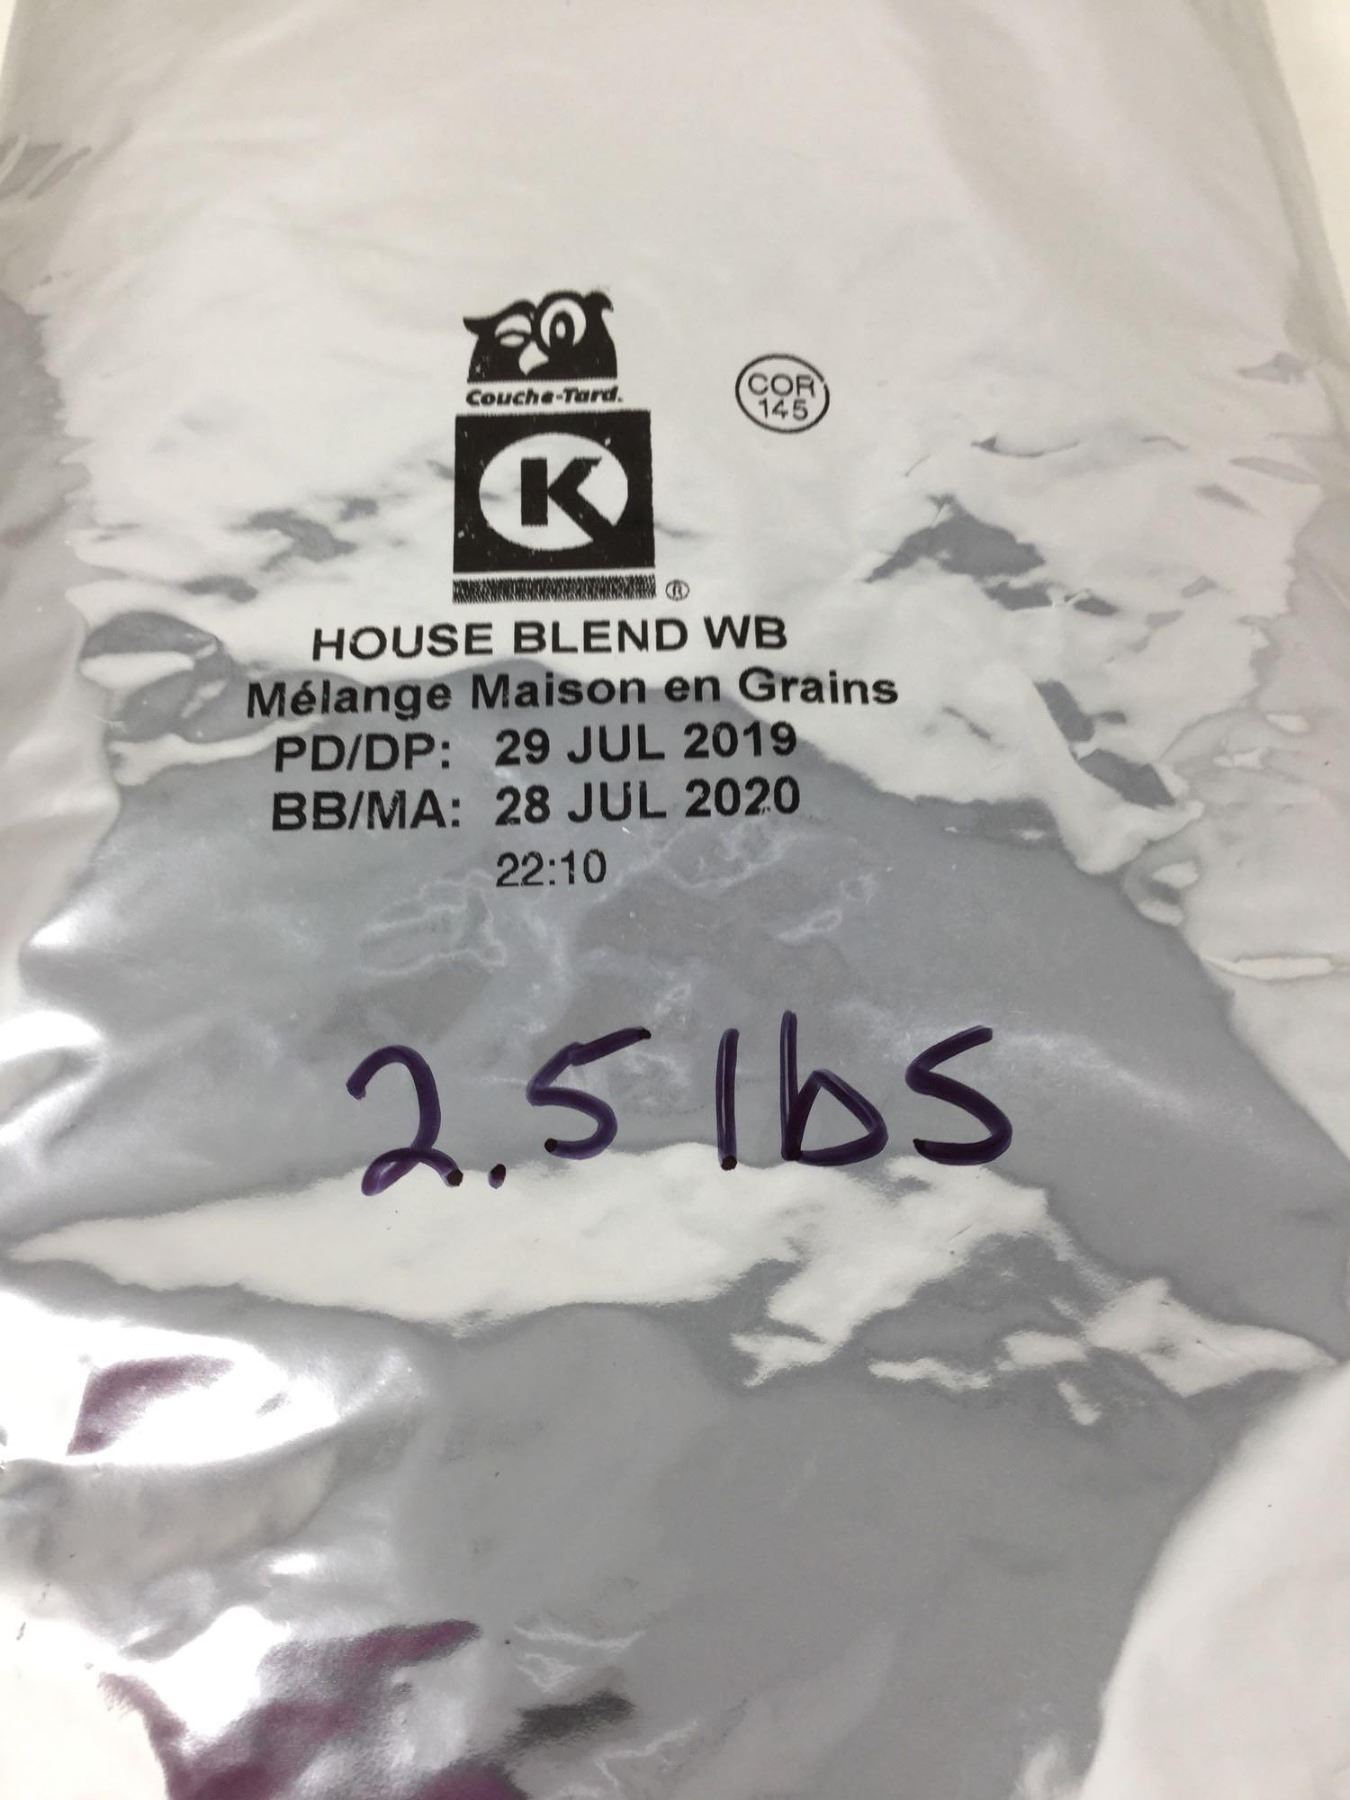 Couche-Tard.
COR
145
K
®
HOUSE BLEND WB
Mélange Maison en Grains
PD/DP: 29 JUL 2019
BB/MA: 28 JUL 2020
22:10
2.5 lbs